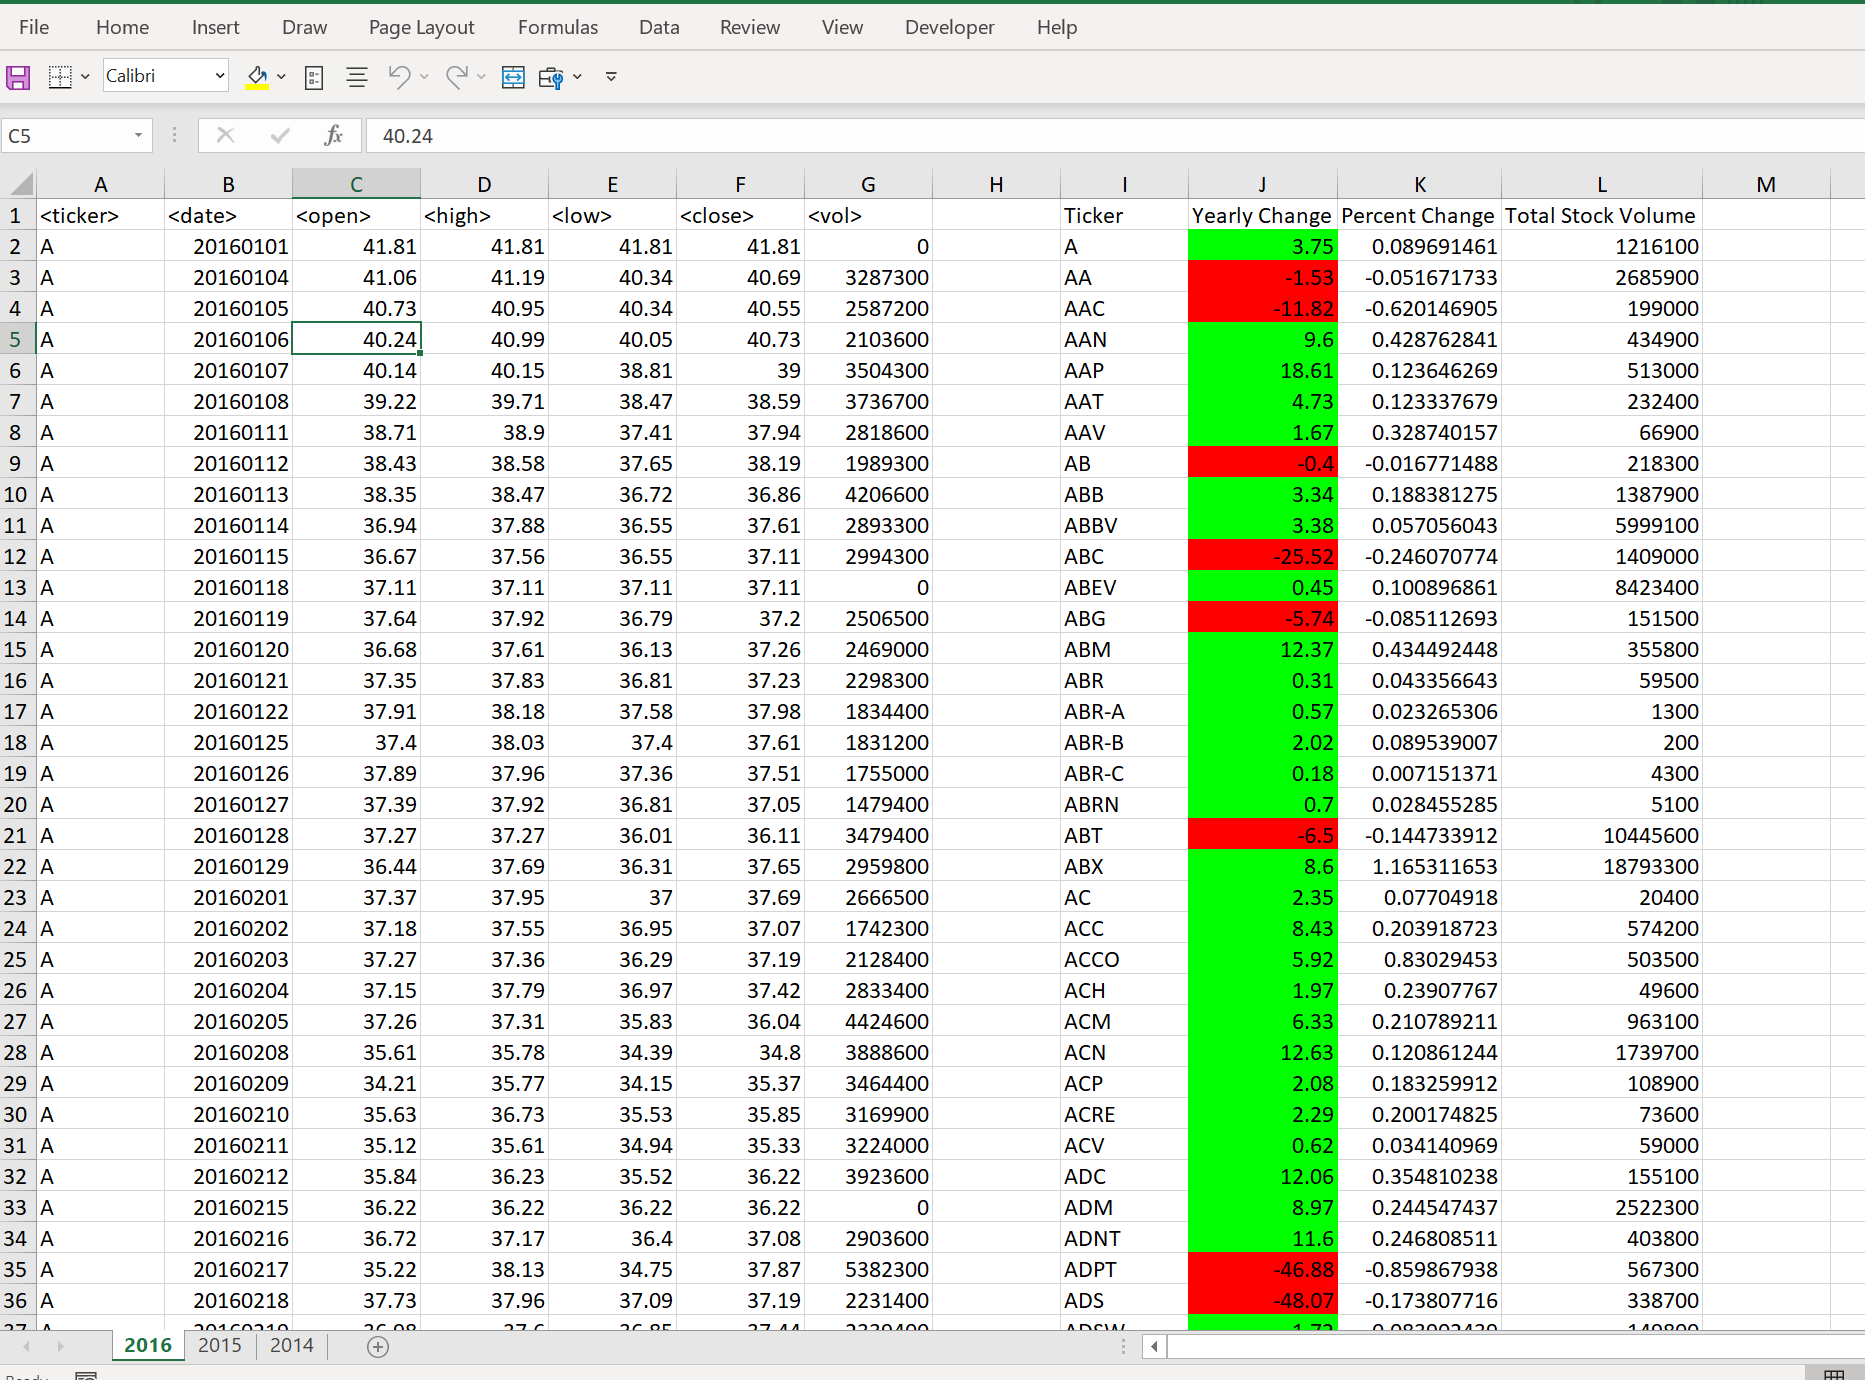 File Home Insert Draw Page Layout Formulas Data Review View Developer Help
Calibri
C5 fx 40.24
A B C D E F G H I J K L M
1 <ticker> <date> <open> <high> <low> <close> <vol> Ticker Yearly Change Percent Change Total Stock Volume
2 A 20160101 41.81 41.81 41.81 41.81 0 A 3.75 0.089691461 1216100
3 A 20160104 41.06 41.19 40.34 40.69 3287300 AA -1.53 -0.051671733 2685900
4 A 20160105 40.73 40.95 40.34 40.55 2587200 AAC -11.82 -0.620146905 199000
5 A 20160106 40.24 40.99 40.05 40.73 2103600 AAN 9.6 0.428762841 434900
6 A 20160107 40.14 40.15 38.81 39 3504300 AAP 18.61 0.123646269 513000
7 A 20160108 39.22 39.71 38.47 38.59 3736700 AAT 4.73 0.123337679 232400
8 A 20160111 38.71 38.9 37.41 37.94 2818600 AAV 1.67 0.328740157 66900
9 A 20160112 38.43 38.58 37.65 38.19 1989300 AB -0.4 -0.016771488 218300
10 A 20160113 38.35 38.47 36.72 36.86 4206600 ABB 3.34 0.188381275 1387900
11 A 20160114 36.94 37.88 36.55 37.61 2893300 ABBV 3.38 0.057056043 5999100
12 A 20160115 36.67 37.56 36.55 37.11 2994300 ABC -25.52 -0.246070774 1409000
13 A 20160118 37.11 37.11 37.11 37.11 0 ABEV 0.45 0.100896861 8423400
14 A 20160119 37.64 37.92 36.79 37.2 2506500 ABG -5.74 -0.085112693 151500
15 A 20160120 36.68 37.61 36.13 37.26 2469000 ABM 12.37 0.434492448 355800
16 A 20160121 37.35 37.83 36.81 37.23 2298300 ABR 0.31 0.043356643 59500
17 A 20160122 37.91 38.18 37.58 37.98 1834400 ABR-A 0.57 0.023265306 1300
18 A 20160125 37.4 38.03 37.4 37.61 1831200 ABR-B 2.02 0.089539007 200
19 A 20160126 37.89 37.96 37.36 37.51 1755000 ABR-C 0.18 0.007151371 4300
20 A 20160127 37.39 37.92 36.81 37.05 1479400 ABRN 0.7 0.028455285 5100
21 A 20160128 37.27 37.27 36.01 36.11 3479400 ABT -6.5 -0.144733912 10445600
22 A 20160129 36.44 37.69 36.31 37.65 2959800 ABX 8.6 1.165311653 18793300
23 A 20160201 37.37 37.95 37 37.69 2666500 AC 2.35 0.07704918 20400
24 A 20160202 37.18 37.55 36.95 37.07 1742300 ACC 8.43 0.203918723 574200
25 A 20160203 37.27 37.36 36.29 37.19 2128400 ACCO 5.92 0.83029453 503500
26 A 20160204 37.15 37.79 36.97 37.42 2833400 ACH 1.97 0.23907767 49600
27 A 20160205 37.26 37.31 35.83 36.04 4424600 ACM 6.33 0.210789211 963100
28 A 20160208 35.61 35.78 34.39 34.8 3888600 ACN 12.63 0.120861244 1739700
29 A 20160209 34.21 35.77 34.15 35.37 3464400 ACP 2.08 0.183259912 108900
30 A 20160210 35.63 36.73 35.53 35.85 3169900 ACRE 2.29 0.200174825 73600
31 A 20160211 35.12 35.61 34.94 35.33 3224000 ACV 0.62 0.034140969 59000
32 A 20160212 35.84 36.23 35.52 36.22 3923600 ADC 12.06 0.354810238 155100
33 A 20160215 36.22 36.22 36.22 36.22 0 ADM 8.97 0.244547437 2522300
34 A 20160216 36.72 37.17 36.4 37.08 2903600 ADNT 11.6 0.246808511 403800
35 A 20160217 35.22 38.13 34.75 37.87 5382300 ADPT -46.88 -0.859867938 567300
36 A 20160218 37.73 37.96 37.09 37.19 2231400 ADS -48.07 -0.173807716 338700
2016 2015 2014